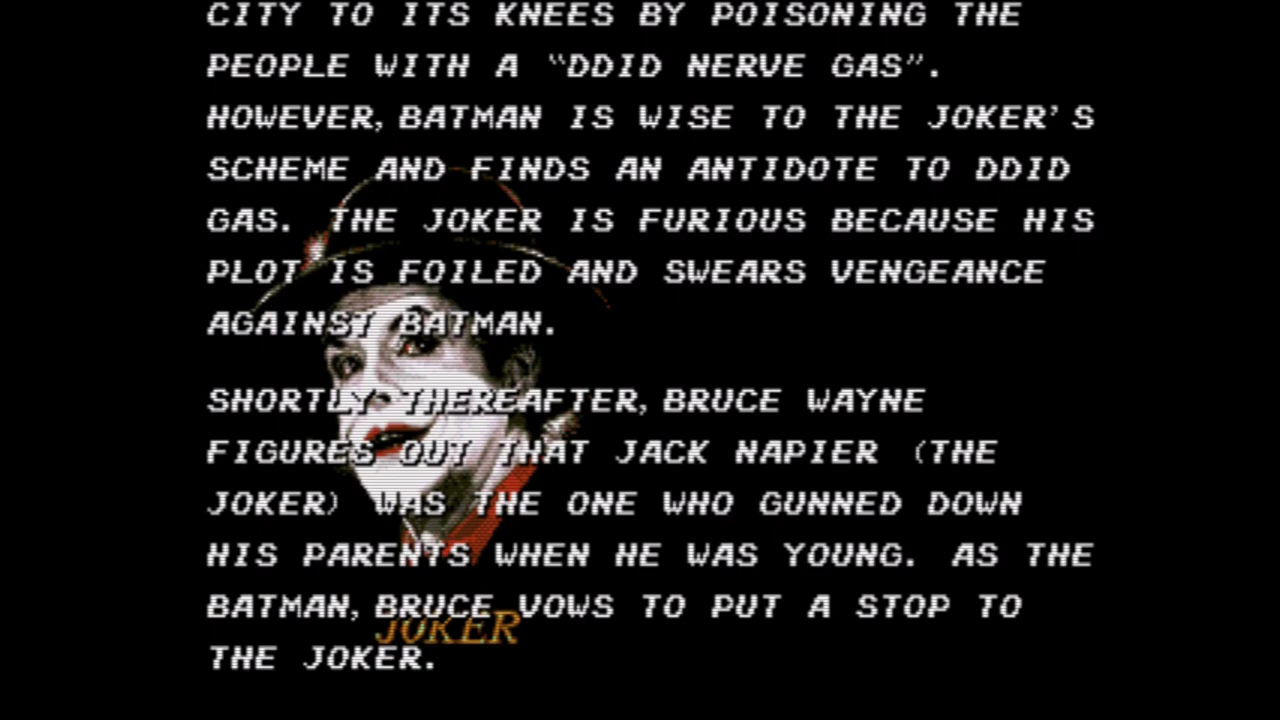 CITY TO ITS KNEES BY POISONING THE
PEOPLE WITH A “DDID NERVE GAS”.
HOWEVER, BATMAN IS WISE TO THE JOKER'S
SCHEME AND FINDS AN ANTIDOTE TO DDID
GAS. THE JOKER IS FURIOUS BECAUSE HIS
PLOT IS FOILED AND SWEARS VENGEANCE
AGAINST BATMAN.
SHORTLY THEREAFTER, BRUCE WAYNE
FIGURES OUT THAT JACK NAPIER (THE
JOKER) WAS THE ONE WHO GUNNED DOWN
HIS PARENTS WHEN HE WAS YOUNG. AS THE
BATMAN, BRUCE VOWS TO PUT A STOP TO
JOKER
THE JOKER.